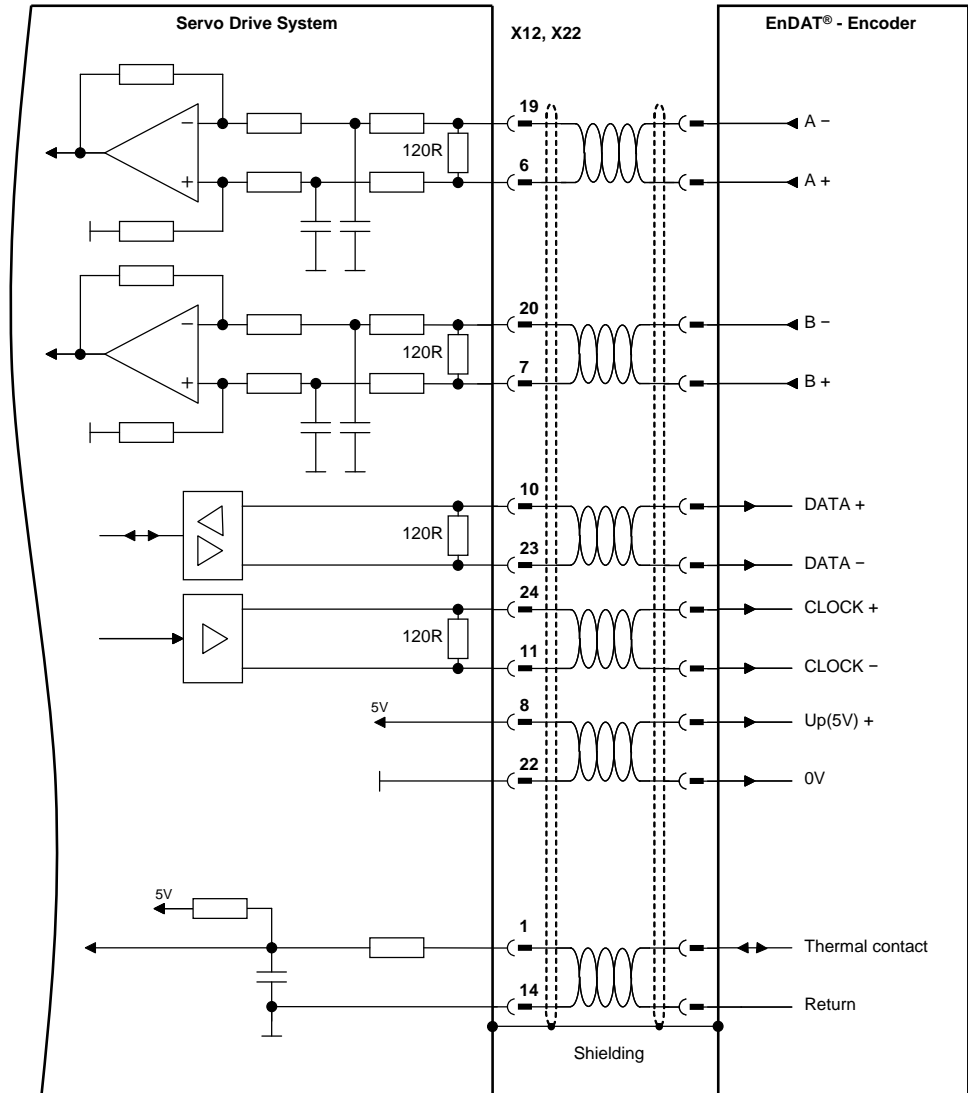 Servo Drive System
X12, X22
EnDAT® - Encoder
19
A −
120R
6
A +
−
+
20
B −
120R
7
B +
−
+
10
DATA +
120R
23
DATA −
24
CLOCK +
120R
11
CLOCK −
5V
8
Up(5V) +
22
0V
5V
1
Thermal contact
14
Return
Shielding